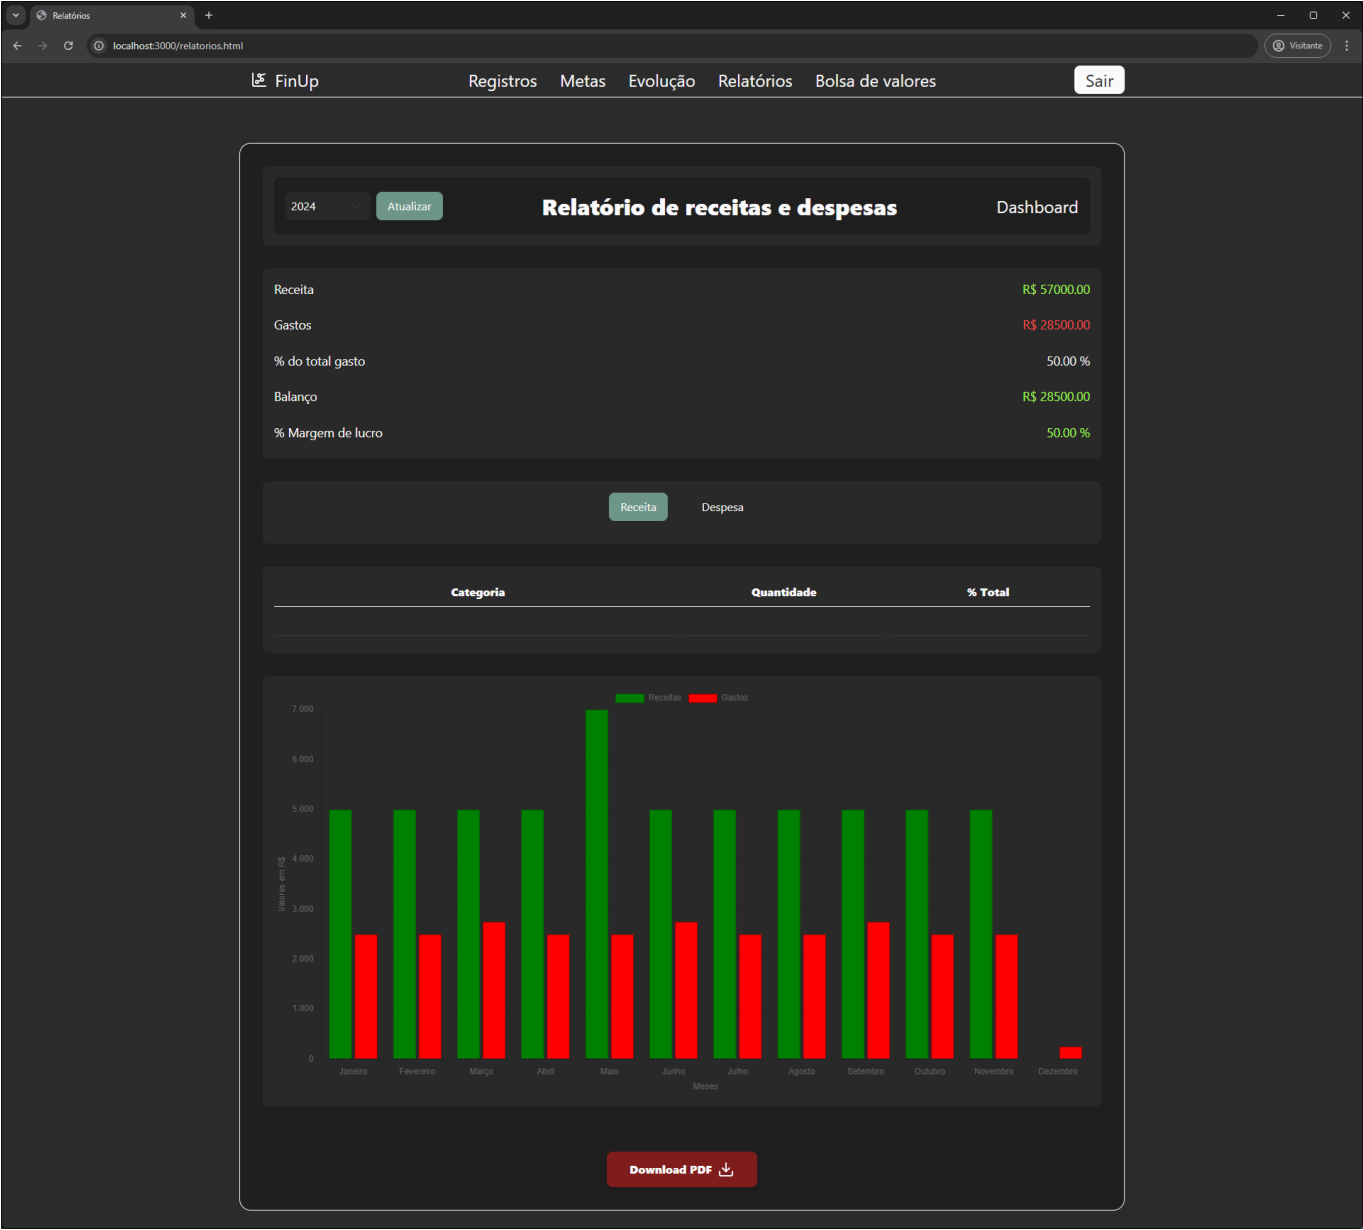 Relatórios
localhost:3000/relatorios.html
Visitante
FinUp Registros Metas Evolução Relatórios Bolsa de valores Sair
2024 Atualizar Relatório de receitas e despesas Dashboard
Receita R$ 57000.00
Gastos R$ 28500.00
% do total gasto 50.00 %
Balanço R$ 28500.00
% Margem de lucro 50.00 %
Receita Despesa
Categoria Quantidade % Total
Receitas Gastos
7.000
6.000
5.000
4.000
3.000
2.000
1.000
0
Valores em R$
Janeiro Fevereiro Março Abril Maio Junho Julho Agosto Setembro Outubro Novembro Dezembro
Meses
Download PDF